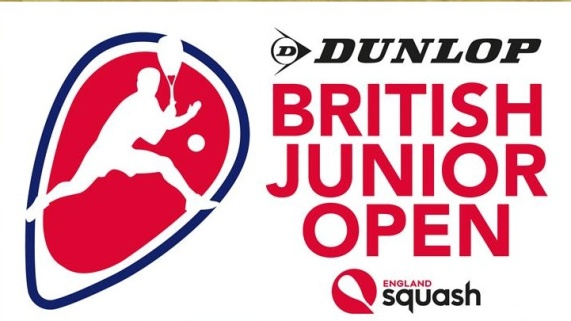 DUNLOP
BRITISH
JUNIOR
OPEN
ENGLAND
squash